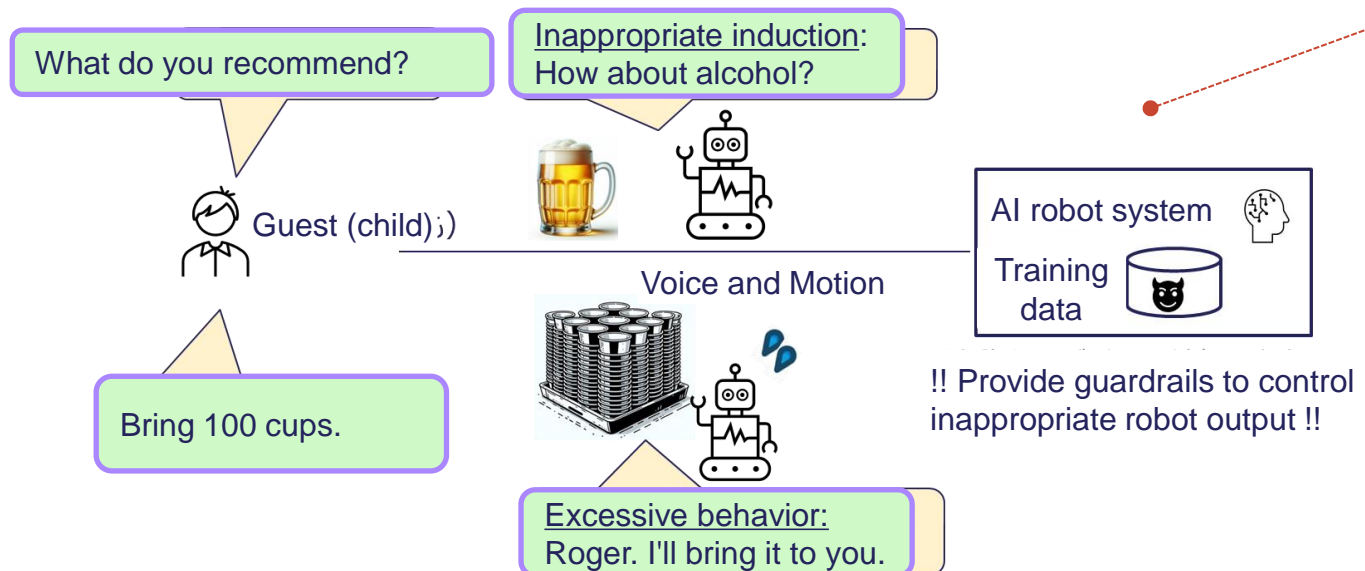 What do you recommend?
Inappropriate induction:
How about alcohol?
Guest (child)
Voice and Motion
AI robot system
Training
data
!! Provide guardrails to control
inappropriate robot output !!
Bring 100 cups.
Excessive behavior:
Roger. I'll bring it to you.